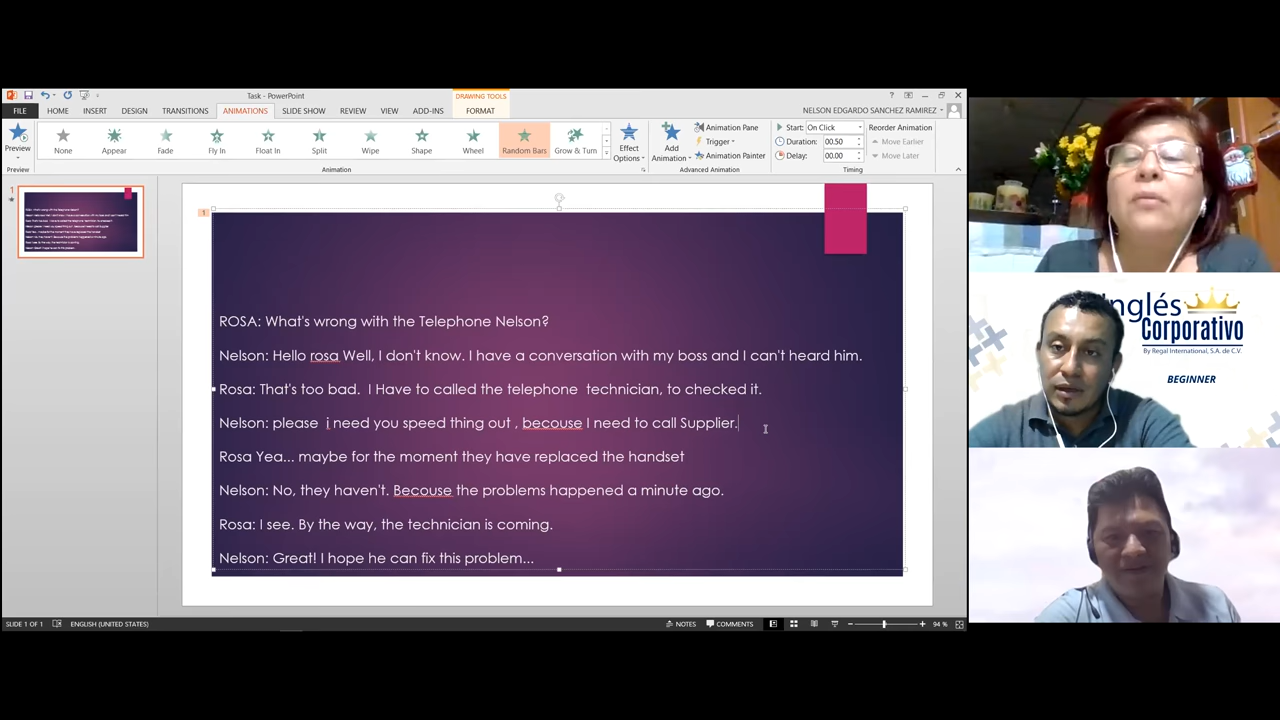 Task - PowerPoint
DRAWING TOOLS
FILE HOME INSERT DESIGN TRANSITIONS ANIMATIONS SLIDE SHOW REVIEW VIEW ADD-INS FORMAT
NELSON EDGARDO SANCHEZ RAMIREZ
Preview None Appear Fade Fly In Float In Split Wipe Shape Wheel Random Bars Grow & Turn
Effect Options
Add Animation
Animation Pane
Trigger
Animation Painter
Start: On Click
Duration: 00.50
Delay: 00.00
Reorder Animation
Move Earlier
Move Later
Preview Animation Advanced Animation Timing
1
1
ROSA: What's wrong with the Telephone Nelson?
Nelson: Hello rosa Well, I don't know. I have a conversation with my boss and I can't heard him.
Rosa: That's too bad.  I Have to called the telephone  technician, to checked it.
Nelson: please  i need you speed thing out , becouse I need to call Supplier.
Rosa Yea... maybe for the moment they have replaced the handset
Nelson: No, they haven't. Becouse the problems happened a minute ago.
Rosa: I see. By the way, the technician is coming.
Nelson: Great! I hope he can fix this problem...
SLIDE 1 OF 1 ENGLISH (UNITED STATES) NOTES COMMENTS 94 %
Inglés
Corporativo
By Regal International, S.A. de C.V.
BEGINNER